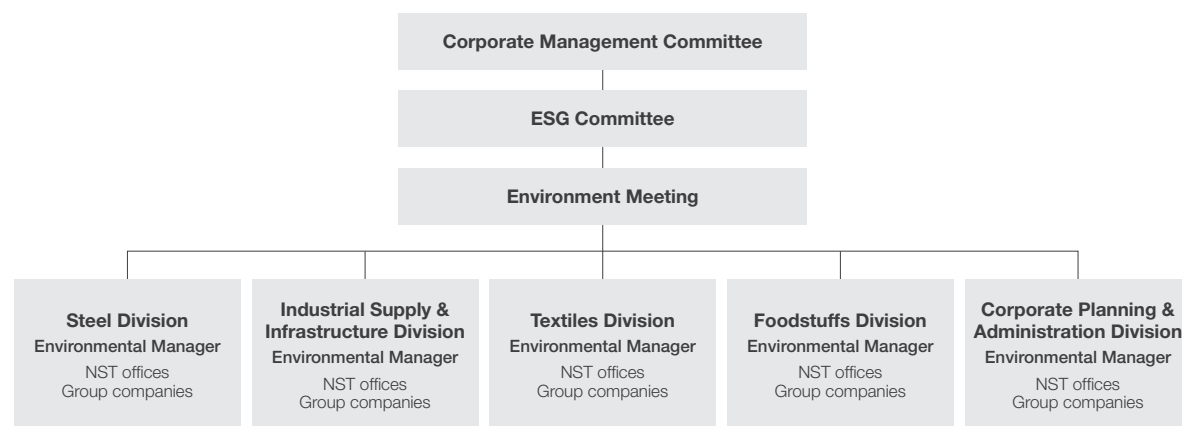 Corporate Management Committee
ESG Committee
Environment Meeting
Steel Division
Environmental Manager
NST offices
Group companies
Industrial Supply &
Infrastructure Division
Environmental Manager
NST offices
Group companies
Textiles Division
Environmental Manager
NST offices
Group companies
Foodstuffs Division
Environmental Manager
NST offices
Group companies
Corporate Planning &
Administration Division
Environmental Manager
NST offices
Group companies